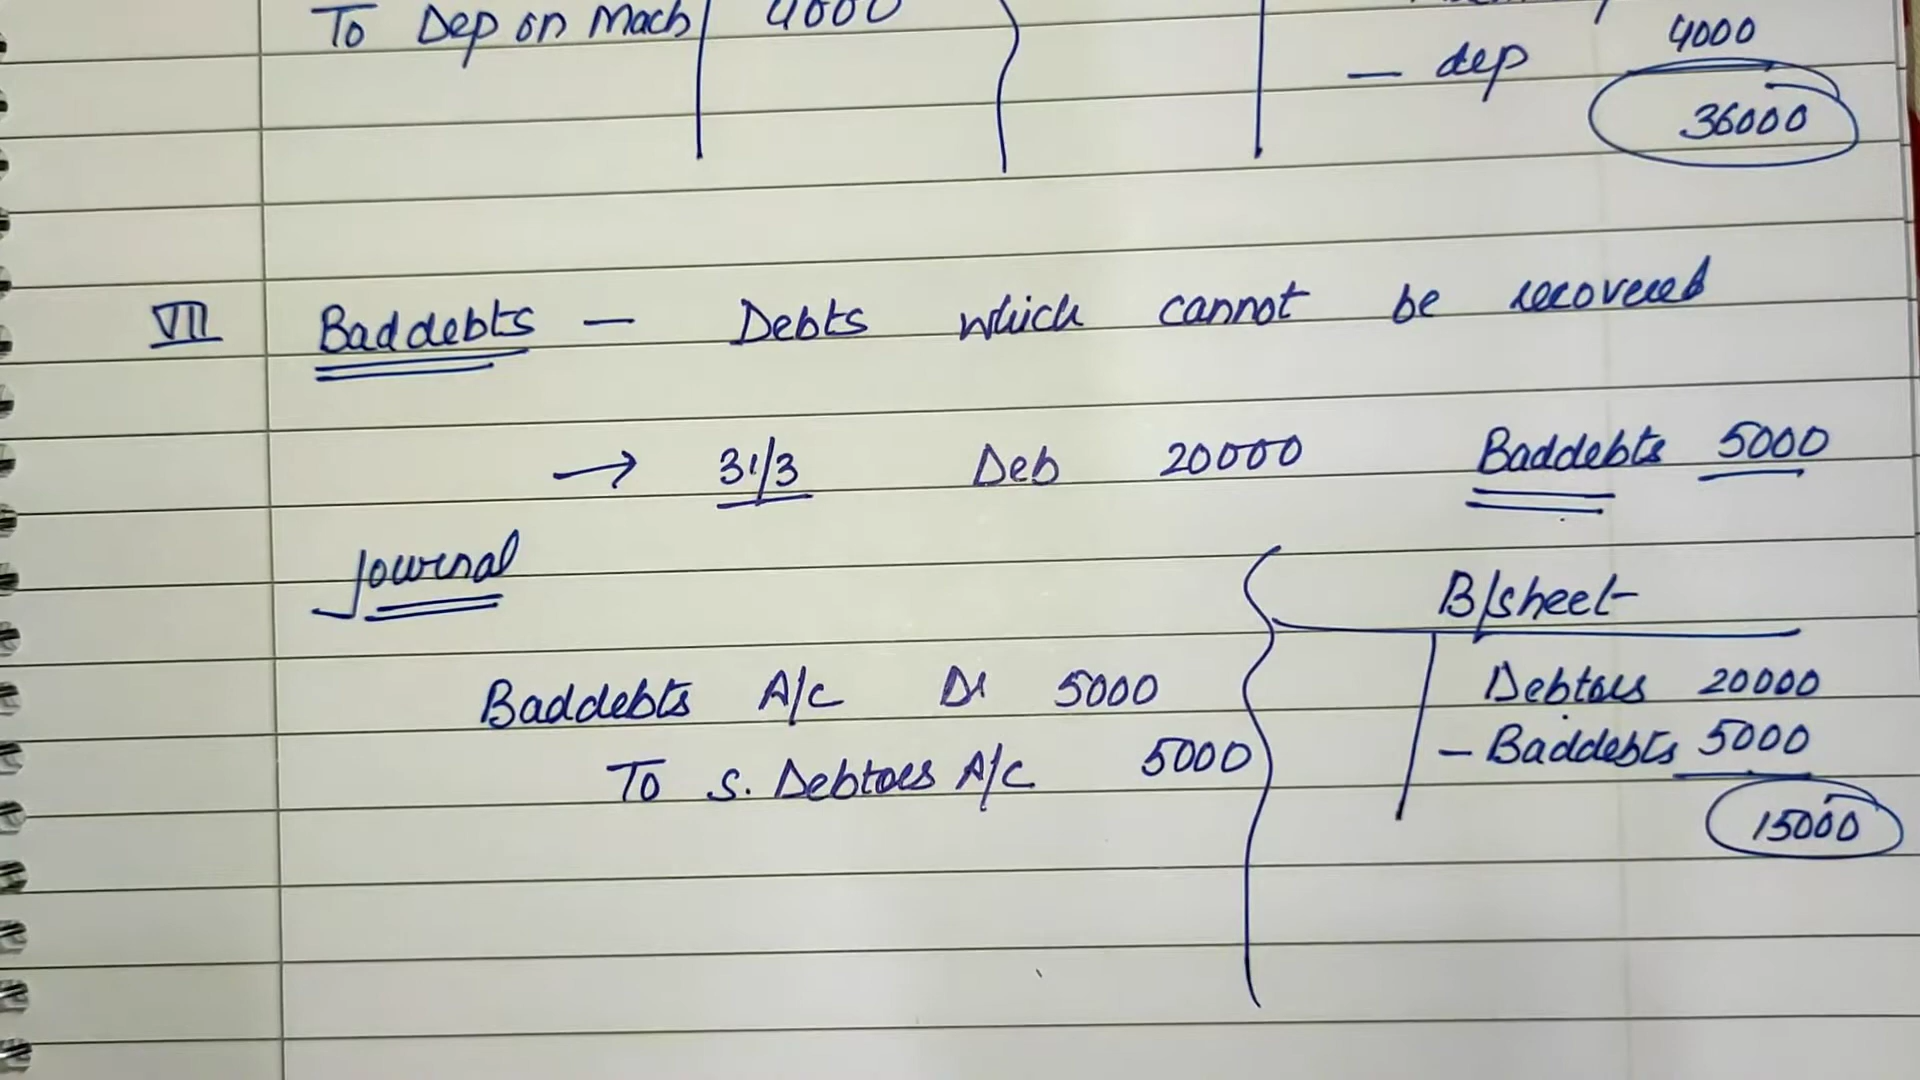 To Dep on Mach 4000
4000
— dep
36000
VII Baddebts — Debts which cannot be recovered
→ 31/3 Deb 20000 Baddebts 5000
Journal
B/sheet
Baddebts A/c Dr 5000
Debtors 20000
To S. Debtors A/c 5000
— Baddebts 5000
15000